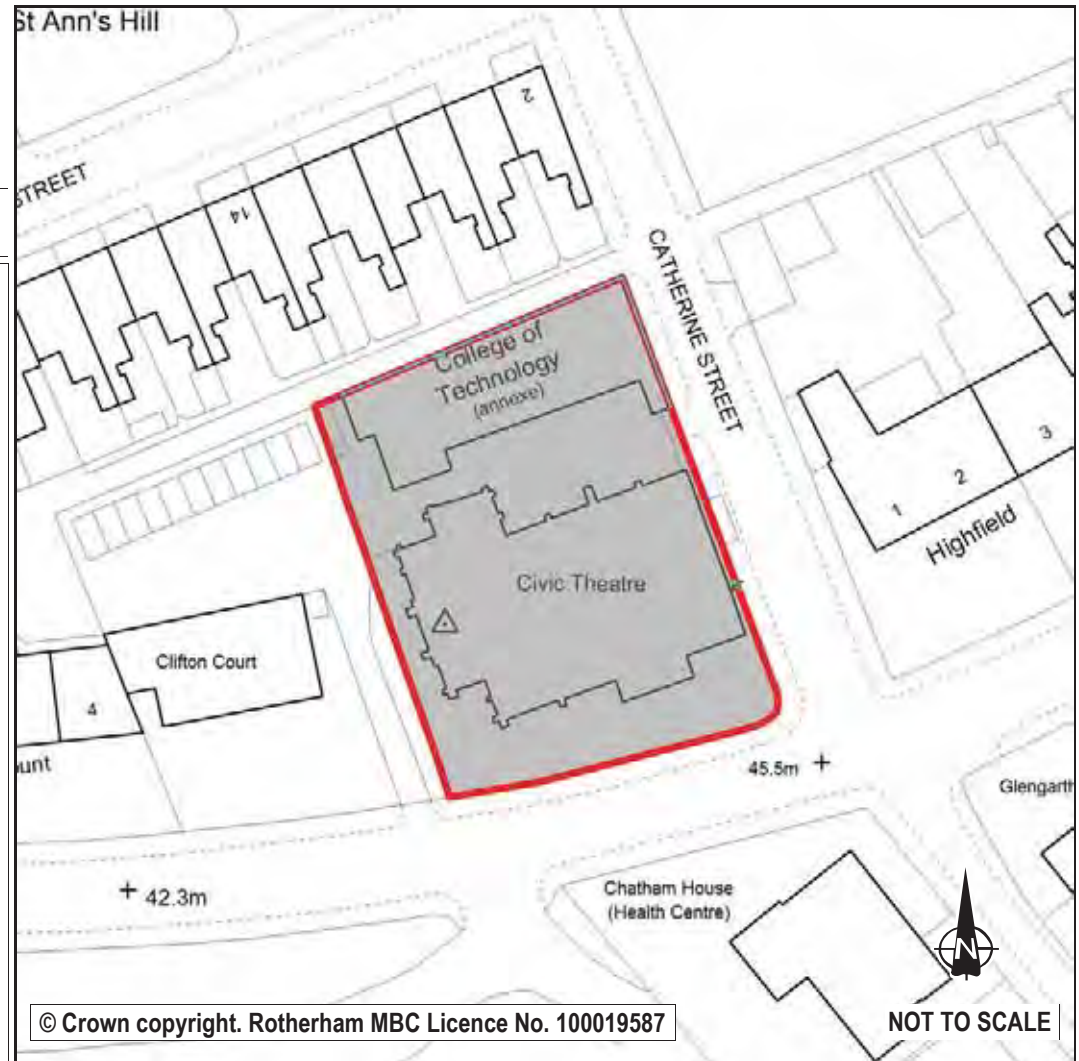 St Ann's Hill
2
STREET
14
CATHERINE STREET
College of
Technology
(annexe)
3
2
1
Highfield
Civic Theatre
Clifton Court
4
45.5m
Glengarth
42.3m
Chatham House
(Health Centre)
N
© Crown copyright. Rotherham MBC Licence No. 100019587
NOT TO SCALE